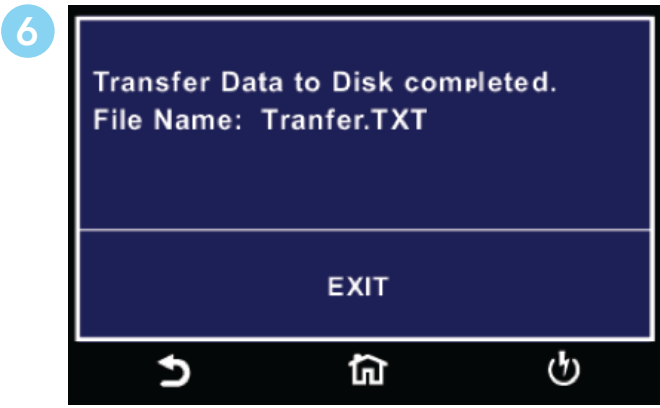 6
Transfer Data to Disk completed.
File Name: Tranfer.TXT
EXIT